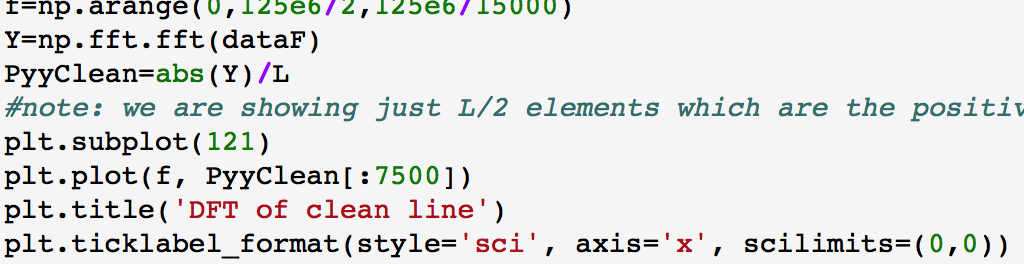 f=np.arange(0,125e6/2,125e6/15000)
Y=np.fft.fft(dataF)
PyyClean=abs(Y)/L
#note: we are showing just L/2 elements which are the positiv
plt.subplot(121)
plt.plot(f, PyyClean[:7500])
plt.title('DFT of clean line')
plt.ticklabel_format(style='sci', axis='x', scilimits=(0,0))